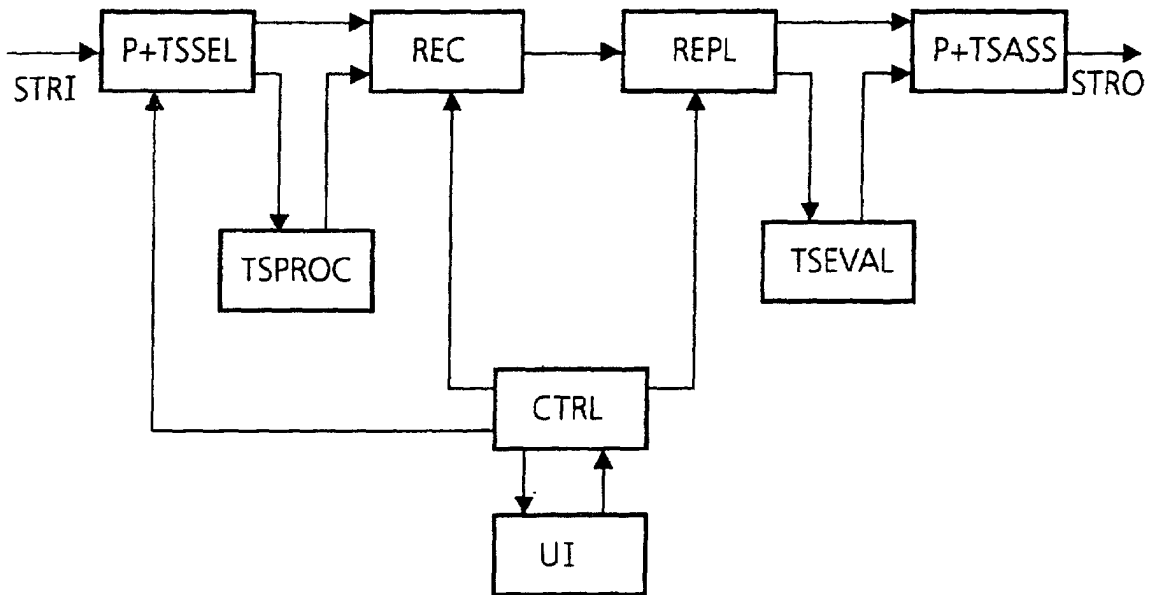 P+TSSEL
REC
REPL
P+TSASS
STRI
STRO
TSPROC
TSEVAL
CTRL
UI